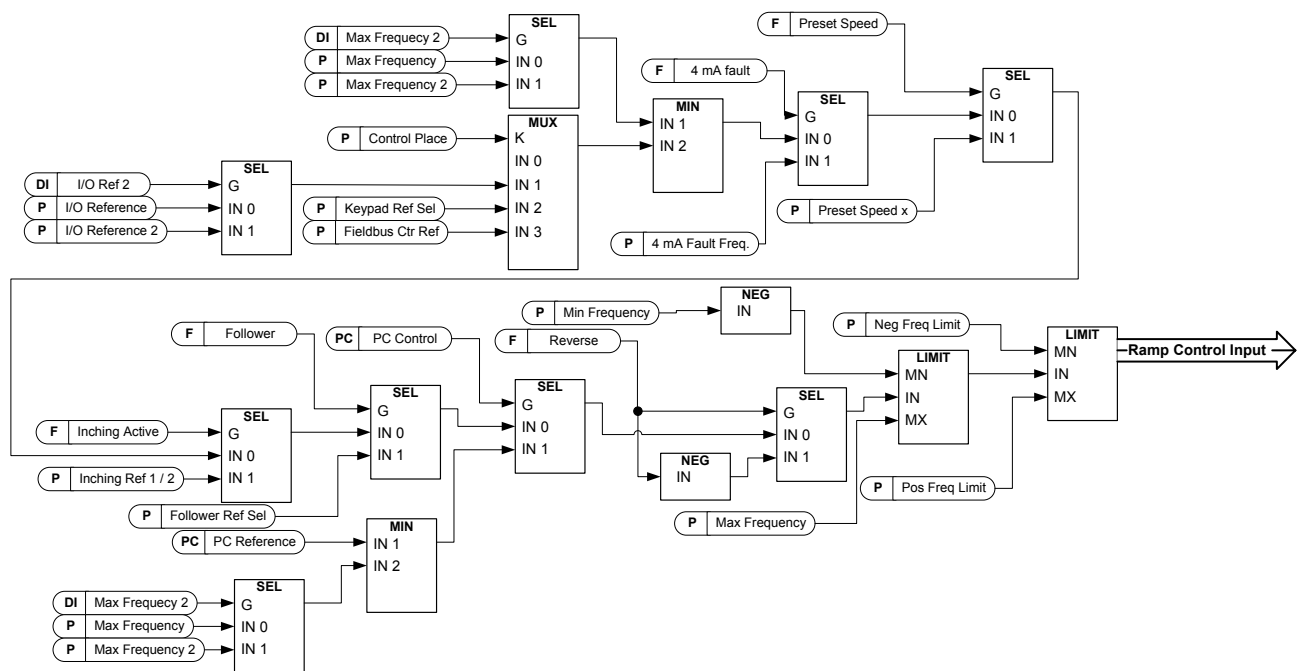 SEL
DI Max Frequecy 2
P Max Frequency
P Max Frequency 2
G
IN 0
IN 1
F Preset Speed
F 4 mA fault
MUX
P Control Place
K
IN 0
IN 1
IN 2
IN 3
SEL
DI I/O Ref 2
P I/O Reference
P I/O Reference 2
G
IN 0
IN 1
P Keypad Ref Sel
P Fieldbus Ctr Ref
MIN
IN 1
IN 2
SEL
G
IN 0
IN 1
SEL
G
IN 0
IN 1
P Preset Speed x
P 4 mA Fault Freq.
P Min Frequency
NEG
IN
F Follower
PC PC Control
F Reverse
P Neg Freq Limit
LIMIT
MN
IN
MX
Ramp Control Input
LIMIT
MN
IN
MX
SEL
G
IN 0
IN 1
SEL
G
IN 0
IN 1
SEL
G
IN 0
IN 1
SEL
F Inching Active
G
IN 0
IN 1
P Inching Ref 1 / 2
NEG
IN
P Pos Freq Limit
P Follower Ref Sel
P Max Frequency
PC PC Reference
MIN
IN 1
IN 2
SEL
DI Max Frequecy 2
P Max Frequency
P Max Frequency 2
G
IN 0
IN 1